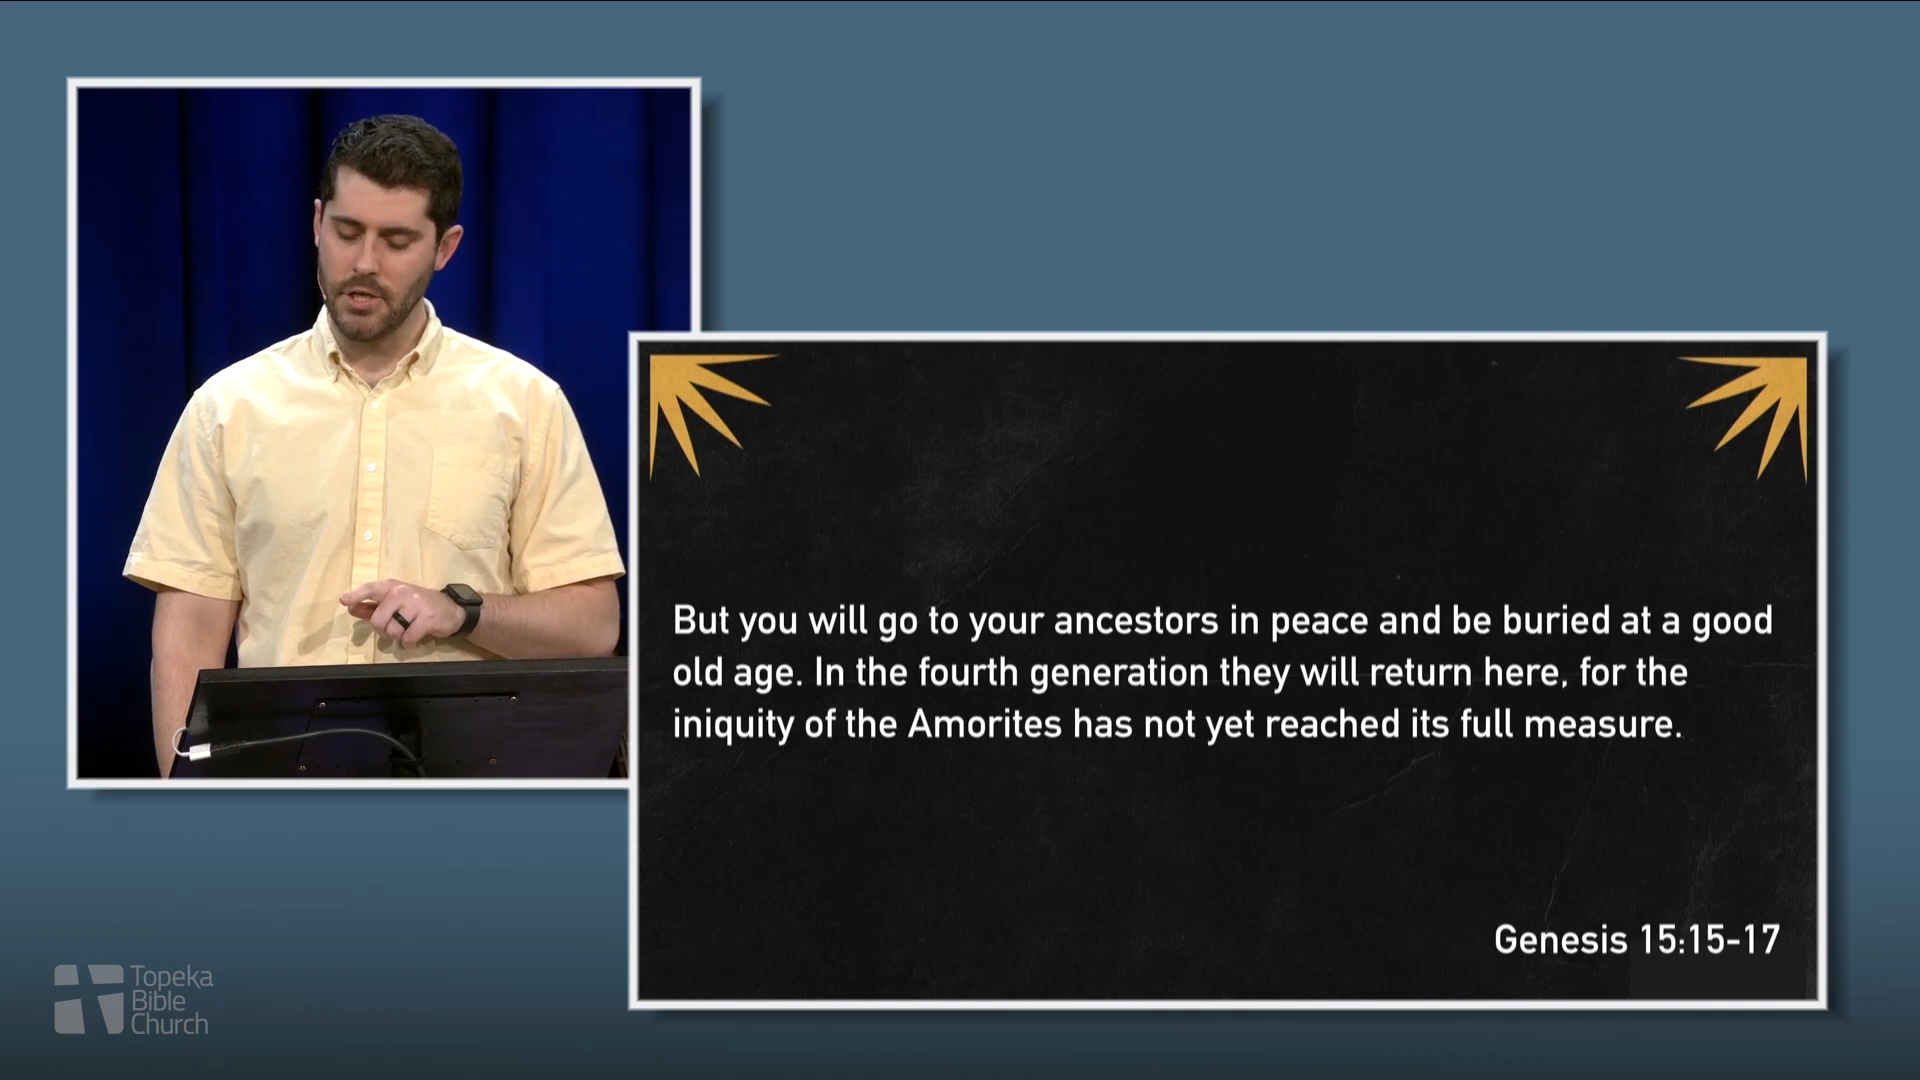 But you will go to your ancestors in peace and be buried at a good
old age. In the fourth generation they will return here, for the
iniquity of the Amorites has not yet reached its full measure.
Genesis 15:15-17
Topeka
Bible
Church